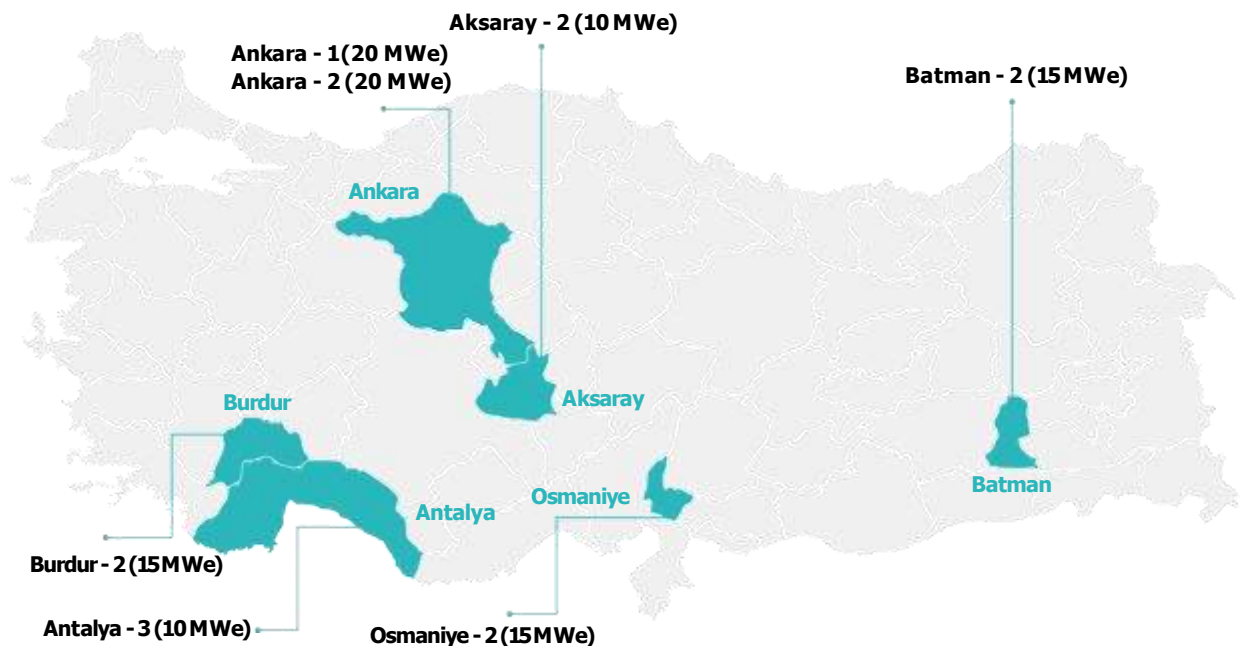 Aksaray - 2 (10 MWe)
Ankara - 1 (20 MWe)
Ankara - 2 (20 MWe)
Batman - 2 (15 MWe)
Ankara
Burdur
Aksaray
Batman
Osmaniye
Antalya
Burdur - 2 (15 MWe)
Antalya - 3 (10 MWe)
Osmaniye - 2 (15 MWe)